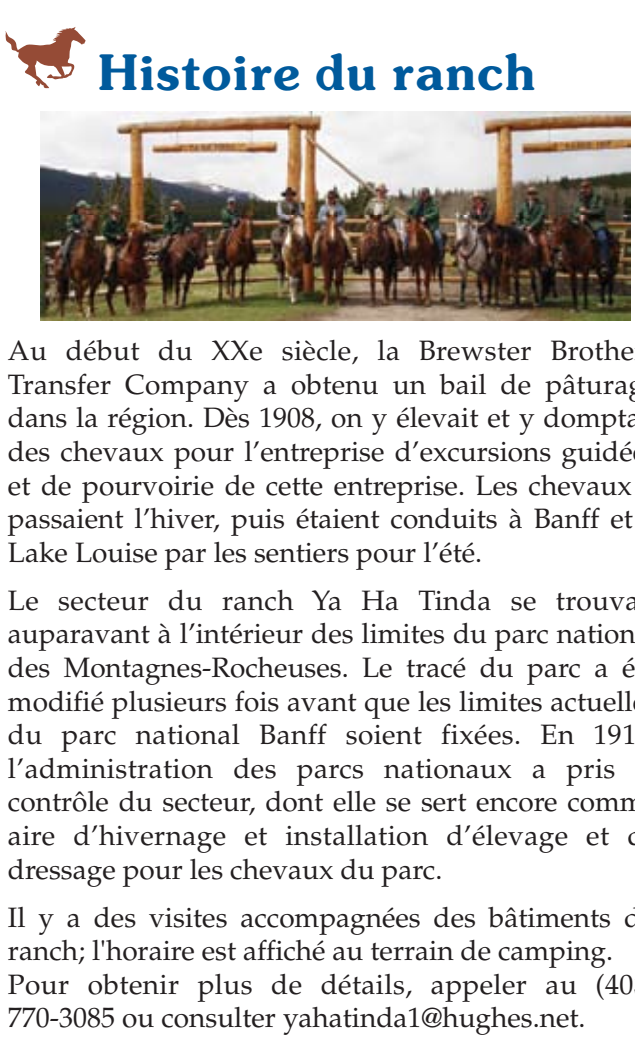 Histoire du ranch
Au début du XXe siècle, la Brewster Brothe
Transfer Company a obtenu un bail de pâturag
dans la région. Dès 1908, on y élevait et y dompta
des chevaux pour l’entreprise d’excursions guidée
et de pourvoirie de cette entreprise. Les chevaux
passaient l’hiver, puis étaient conduits à Banff et
Lake Louise par les sentiers pour l’été.
Le secteur du ranch Ya Ha Tinda se trouva
auparavant à l’intérieur des limites du parc nation
des Montagnes-Rocheuses. Le tracé du parc a é
modifié plusieurs fois avant que les limites actuelle
du parc national Banff soient fixées. En 191
l’administration des parcs nationaux a pris
contrôle du secteur, dont elle se sert encore comm
aire d’hivernage et installation d’élevage et d
dressage pour les chevaux du parc.
Il y a des visites accompagnées des bâtiments d
ranch; l'horaire est affiché au terrain de camping.
Pour obtenir plus de détails, appeler au (403
770-3085 ou consulter yahatinda1@hughes.net.